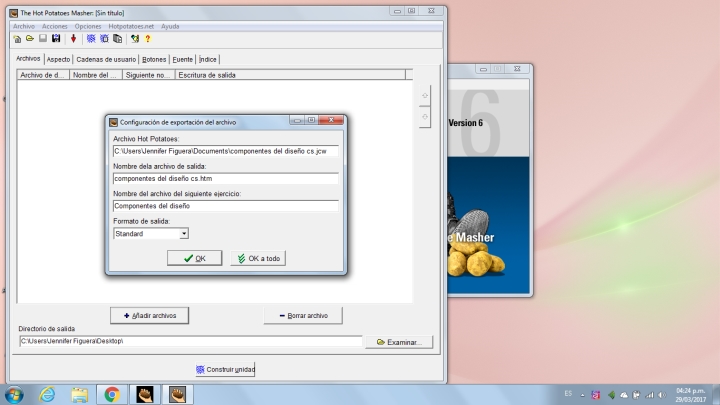 The Hot Potatoes Masher: [Sin título]
Archivo Acciones Opciones Hotpotatoes.net Ayuda
Archivos Aspecto Cadenas de usuario Botones Fuente Índice
Archivo de d... Nombre del ... Siguiente no... Escritura de salida
6
Version 6
Configuración de exportación del archivo
Archivo Hot Potatoes:
C:\Users\Jennifer Figuera\Documents\componentes del diseño cs.jcw
Nombre dela archivo de salida:
componentes del diseño cs.htm
Nombre del archivo del siguiente ejercicio:
Componentes del diseño
Formato de salida:
Standard
OK OK a todo
e Masher
Añadir archivos Borrar archivo
Directorio de salida
C:\Users\Jennifer Figuera\Desktop\ Examinar...
Construir unidad
ES
04:24 p.m.
29/03/2017